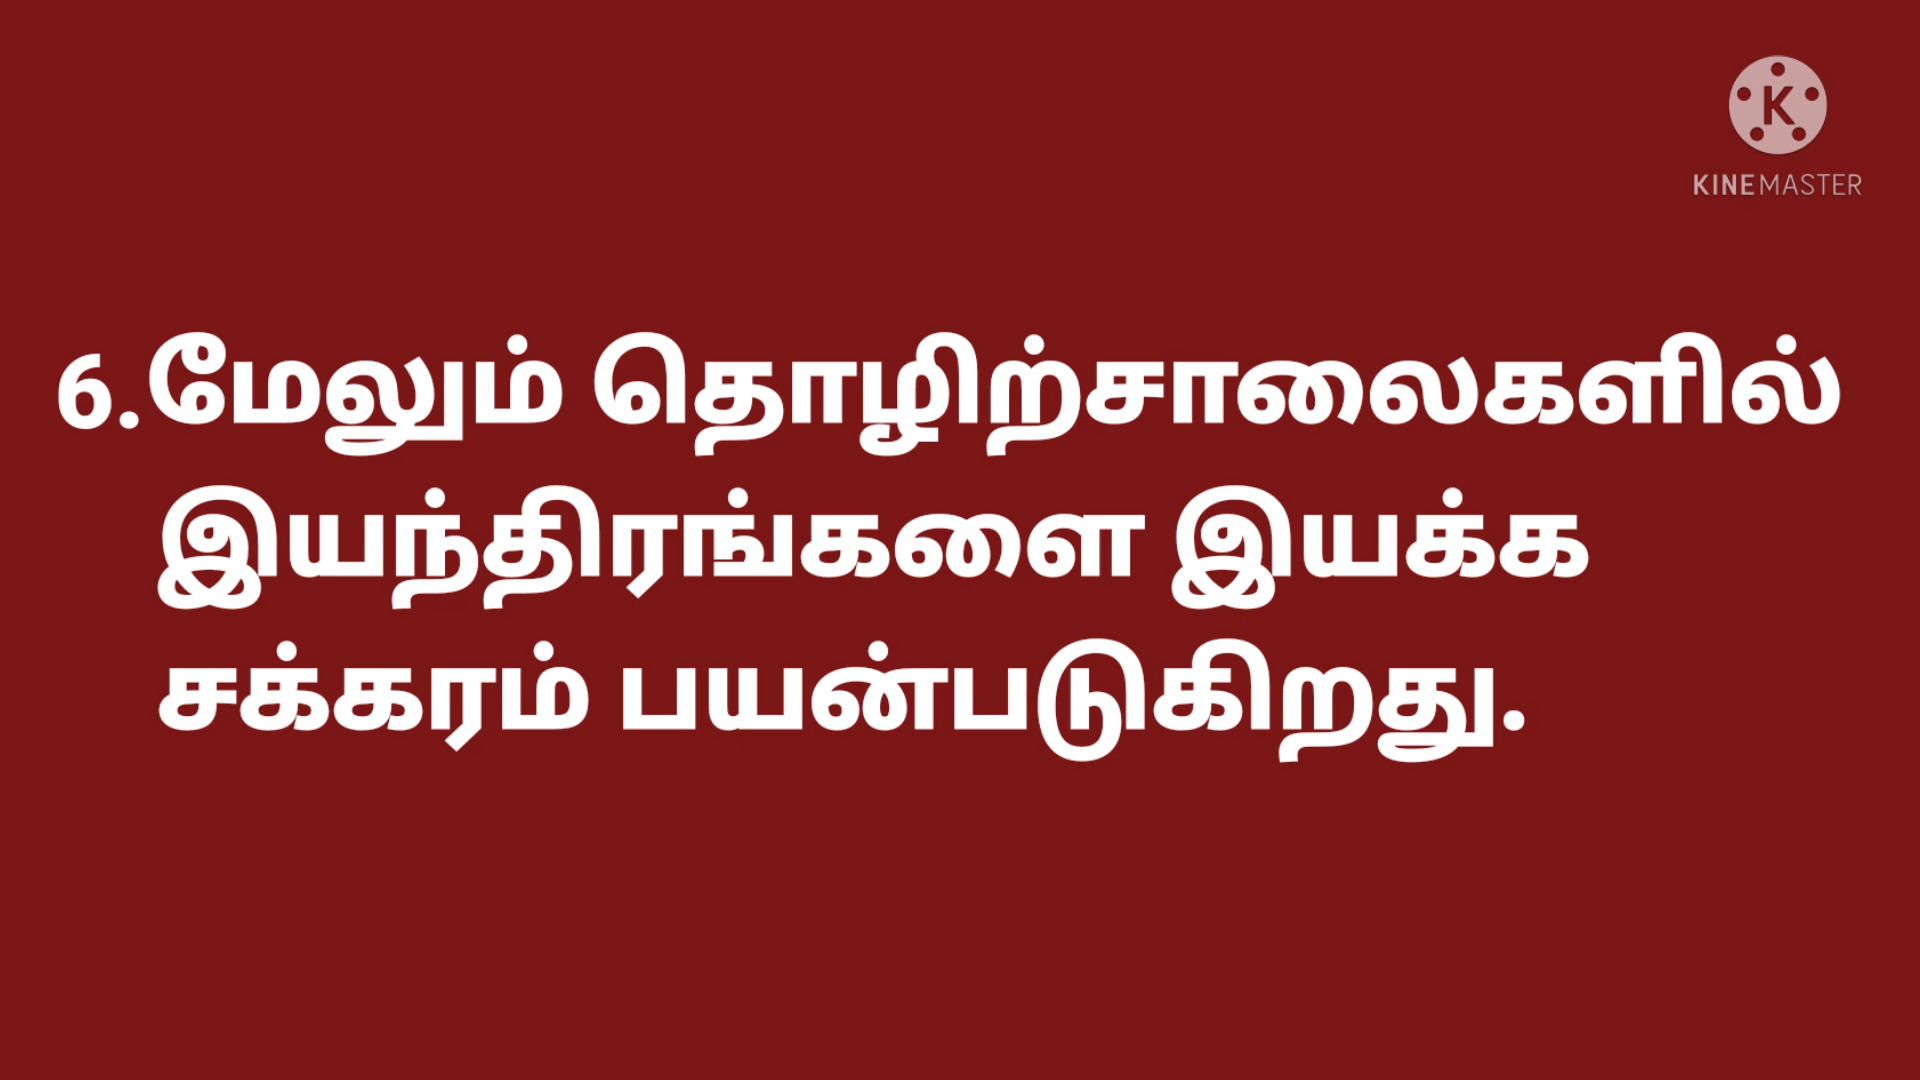 K
KINEMASTER
6.மேலும் தொழிற்சாலைகளில்
இயந்திரங்களை இயக்க
சக்கரம் பயன்படுகிறது.